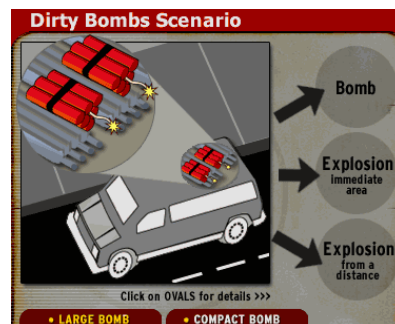 Dirty Bombs Scenario
Bomb
Explosion
immediate
area
Explosion
from a
distance
Click on OVALS for details >>>
• LARGE BOMB
• COMPACT BOMB